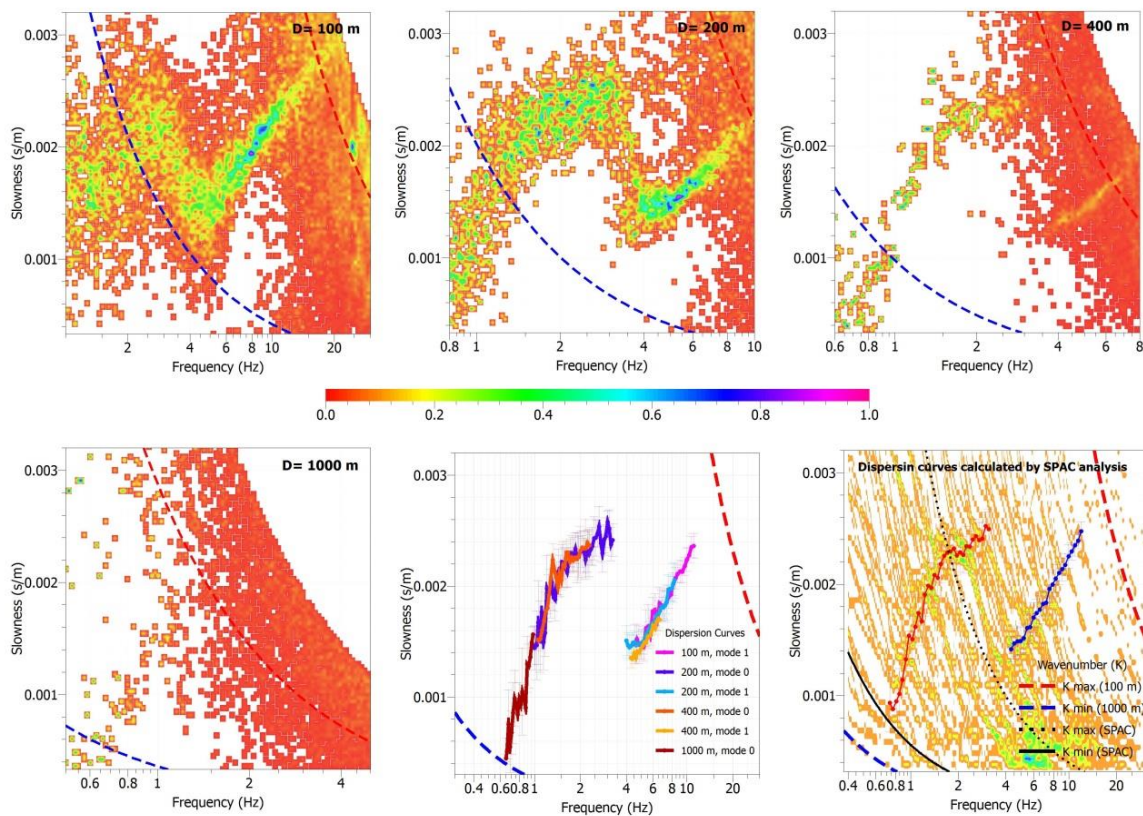 D= 100 m
0.003
0.002
0.001
Slowness (s/m)
2
4
6
8
10
20
Frequency (Hz)
D= 200 m
0.003
0.002
0.001
Slowness (s/m)
0.8
1
2
4
6
8
10
Frequency (Hz)
D= 400 m
0.003
0.002
0.001
Slowness (s/m)
0.6
0.8
1
2
4
6
8
Frequency (Hz)
0.0
0.2
0.4
0.6
0.8
1.0
D= 1000 m
0.003
0.002
0.001
Slowness (s/m)
0.6
0.8
1
2
4
Frequency (Hz)
0.003
0.002
0.001
Slowness (s/m)
Dispersion Curves
100 m, mode 1
200 m, mode 0
200 m, mode 1
400 m, mode 0
400 m, mode 1
1000 m, mode 0
0.4
0.6
0.8
1
2
4
6
8
10
20
Frequency (Hz)
Dispersin curves calculated by SPAC analysis
0.003
0.002
0.001
Slowness (s/m)
Wavenumber (K)
K max (100 m)
K min (1000 m)
K max (SPAC)
K min (SPAC)
0.4
0.6
0.8
1
2
4
6
8
10
20
Frequency (Hz)